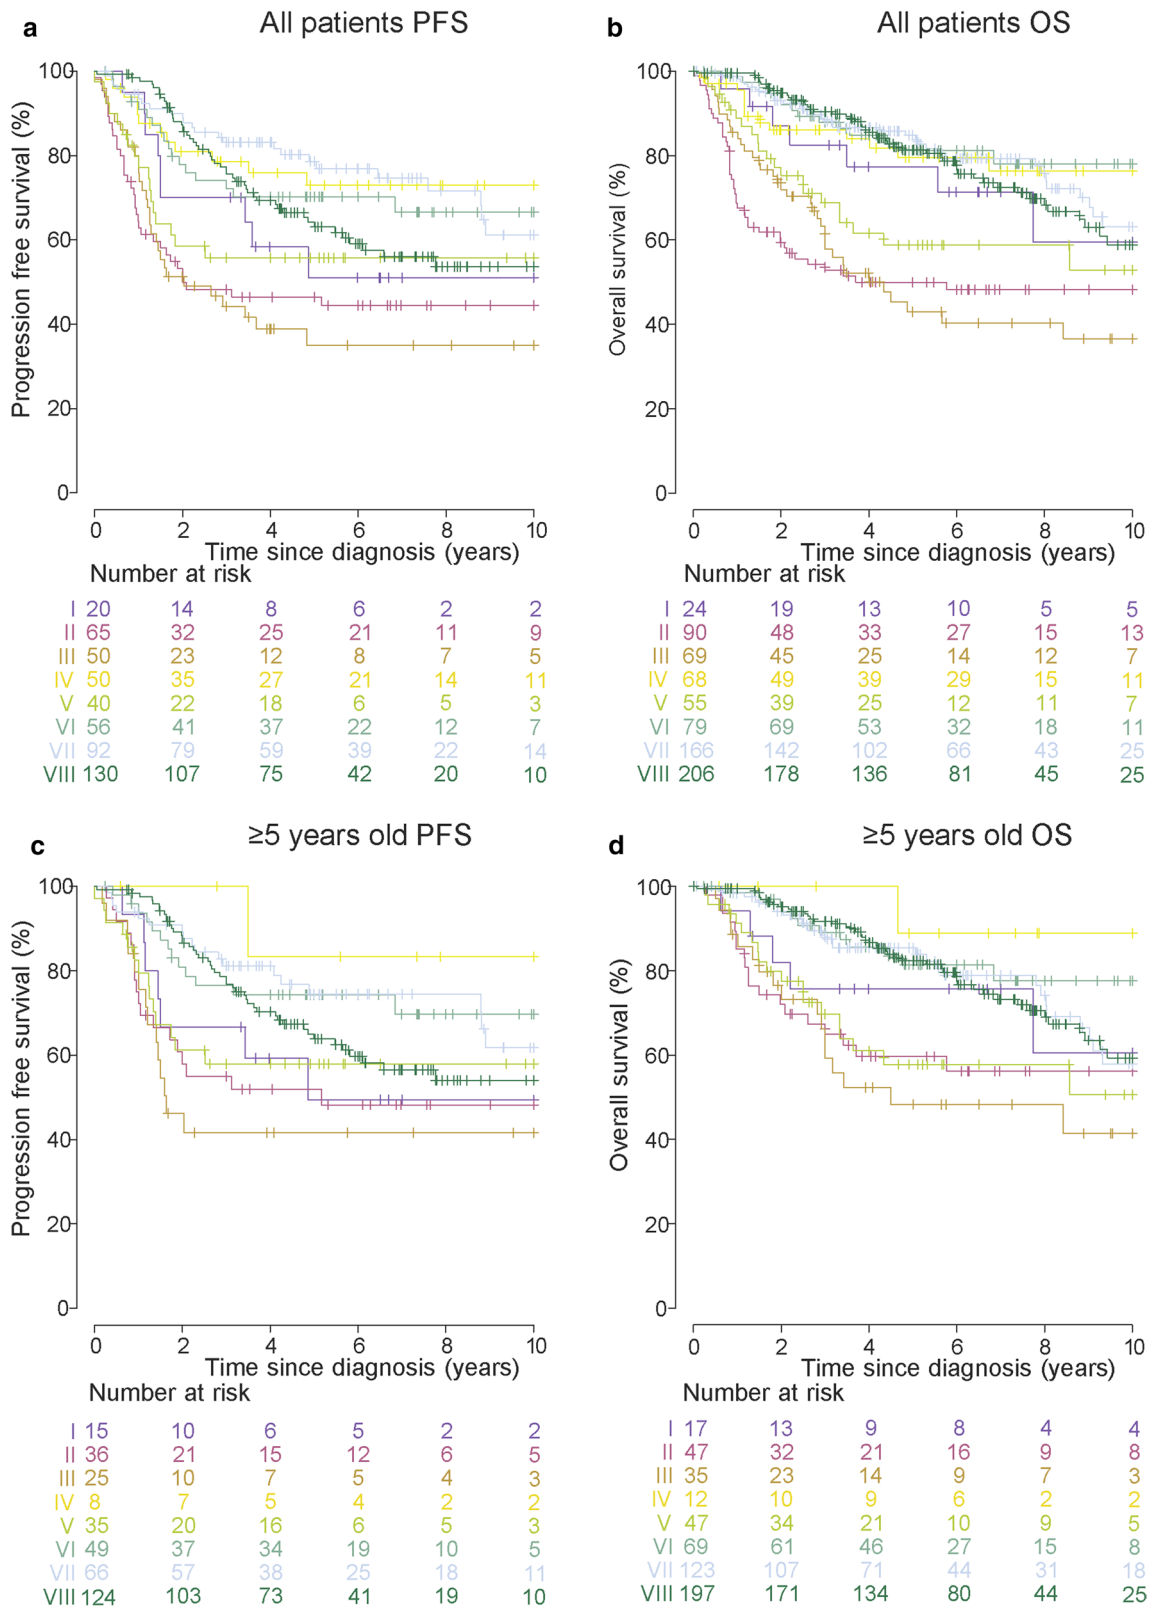 a All patients PFS
Progression free survival (%)
100
80
60
40
20
0
0 2 4 6 8 10
Time since diagnosis (years)
Number at risk
I 20 14 8 6 2 2
II 65 32 25 21 11 9
III 50 23 12 8 7 5
IV 50 35 27 21 14 11
V 40 22 18 6 5 3
VI 56 41 37 22 12 7
VII 92 79 59 39 22 14
VIII 130 107 75 42 20 10
b All patients OS
Overall survival (%)
100
80
60
40
20
0
0 2 4 6 8 10
Time since diagnosis (years)
Number at risk
I 24 19 13 10 5 5
II 90 48 33 27 15 13
III 69 45 25 14 12 7
IV 68 49 39 29 15 11
V 55 39 25 12 11 7
VI 79 69 53 32 18 11
VII 166 142 102 66 43 25
VIII 206 178 136 81 45 25
c ≥5 years old PFS
Progression free survival (%)
100
80
60
40
20
0
0 2 4 6 8 10
Time since diagnosis (years)
Number at risk
I 15 10 6 5 2 2
II 36 21 15 12 6 5
III 25 10 7 5 4 3
IV 8 7 5 4 2 2
V 35 20 16 6 5 3
VI 49 37 34 19 10 5
VII 66 57 38 25 18 11
VIII 124 103 73 41 19 10
d ≥5 years old OS
Overall survival (%)
100
80
60
40
20
0
0 2 4 6 8 10
Time since diagnosis (years)
Number at risk
I 17 13 9 8 4 4
II 47 32 21 16 9 8
III 35 23 14 9 7 3
IV 12 10 9 6 2 2
V 47 34 21 10 9 5
VI 69 61 46 27 15 8
VII 123 107 71 44 31 18
VIII 197 171 134 80 44 25